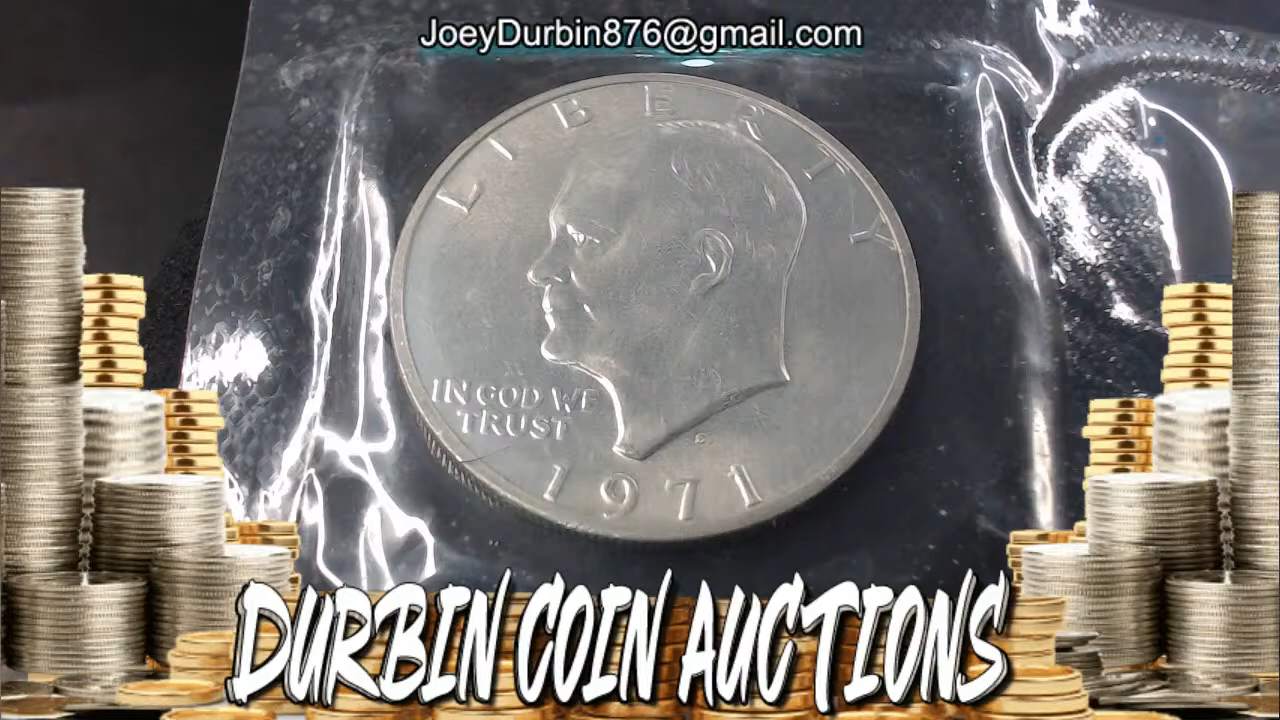 JoeyDurbin876@gmail.com
LIBERTY
IN GOD WE
TRUST
1971
DURBIN COIN AUCTIONS